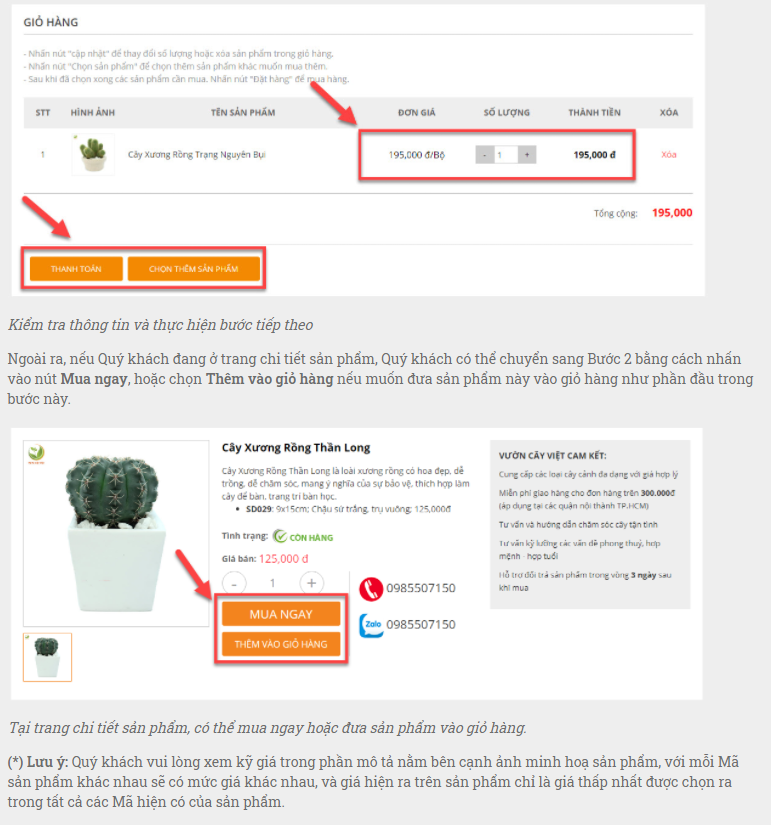 GIỎ HÀNG
- Nhấn nút "cập nhật" để thay đổi số lượng hoặc xóa sản phẩm trong giỏ hàng.
- Nhấn nút "Chọn sản phẩm" để chọn thêm sản phẩm khác muốn mua thêm.
- Sau khi đã chọn xong các sản phẩm cần mua. Nhấn nút "Đặt hàng" để mua hàng.
STT HÌNH ẢNH TÊN SẢN PHẨM ĐƠN GIÁ SỐ LƯỢNG THÀNH TIỀN XÓA
1 Cây Xương Rồng Trạng Nguyên Bụi 195,000 đ/Bộ - 1 + 195,000 đ Xóa
Tổng cộng: 195,000
THANH TOÁN CHỌN THÊM SẢN PHẨM
Kiểm tra thông tin và thực hiện bước tiếp theo
Ngoài ra, nếu Quý khách đang ở trang chi tiết sản phẩm, Quý khách có thể chuyển sang Bước 2 bằng cách nhấn
vào nút Mua ngay, hoặc chọn Thêm vào giỏ hàng nếu muốn đưa sản phẩm này vào giỏ hàng như phần đầu trong
bước này.
Cây Xương Rồng Thần Long
Cây Xương Rồng Thần Long là loài xương rồng có hoa đẹp, dễ
trồng, dễ chăm sóc, mang ý nghĩa của sự bảo vệ, thích hợp làm
cây để bàn, trang trí bàn học.
SD029: 9x15cm; Chậu sứ trắng, trụ vuông; 125,000đ
Tình trạng: CÒN HÀNG
Giá bán: 125,000 đ
- 1 +
MUA NGAY
THÊM VÀO GIỎ HÀNG
0985507150
Zalo 0985507150
VƯỜN CÂY VIỆT CAM KẾT:
Cung cấp các loại cây cảnh đa dạng với giá hợp lý
Miễn phí giao hàng cho đơn hàng trên 300.000đ
(áp dụng tại các quận nội thành TP.HCM)
Tư vấn và hướng dẫn chăm sóc cây tận tình
Tư vấn kỹ lưỡng các vấn đề phong thuỷ, hợp
mệnh - hợp tuổi
Hỗ trợ đổi trả sản phẩm trong vòng 3 ngày sau
khi mua
Tại trang chi tiết sản phẩm, có thể mua ngay hoặc đưa sản phẩm vào giỏ hàng.
(*) Lưu ý: Quý khách vui lòng xem kỹ giá trong phần mô tả nằm bên cạnh ảnh minh hoạ sản phẩm, với mỗi Mã
sản phẩm khác nhau sẽ có mức giá khác nhau, và giá hiện ra trên sản phẩm chỉ là giá thấp nhất được chọn ra
trong tất cả các Mã hiện có của sản phẩm.